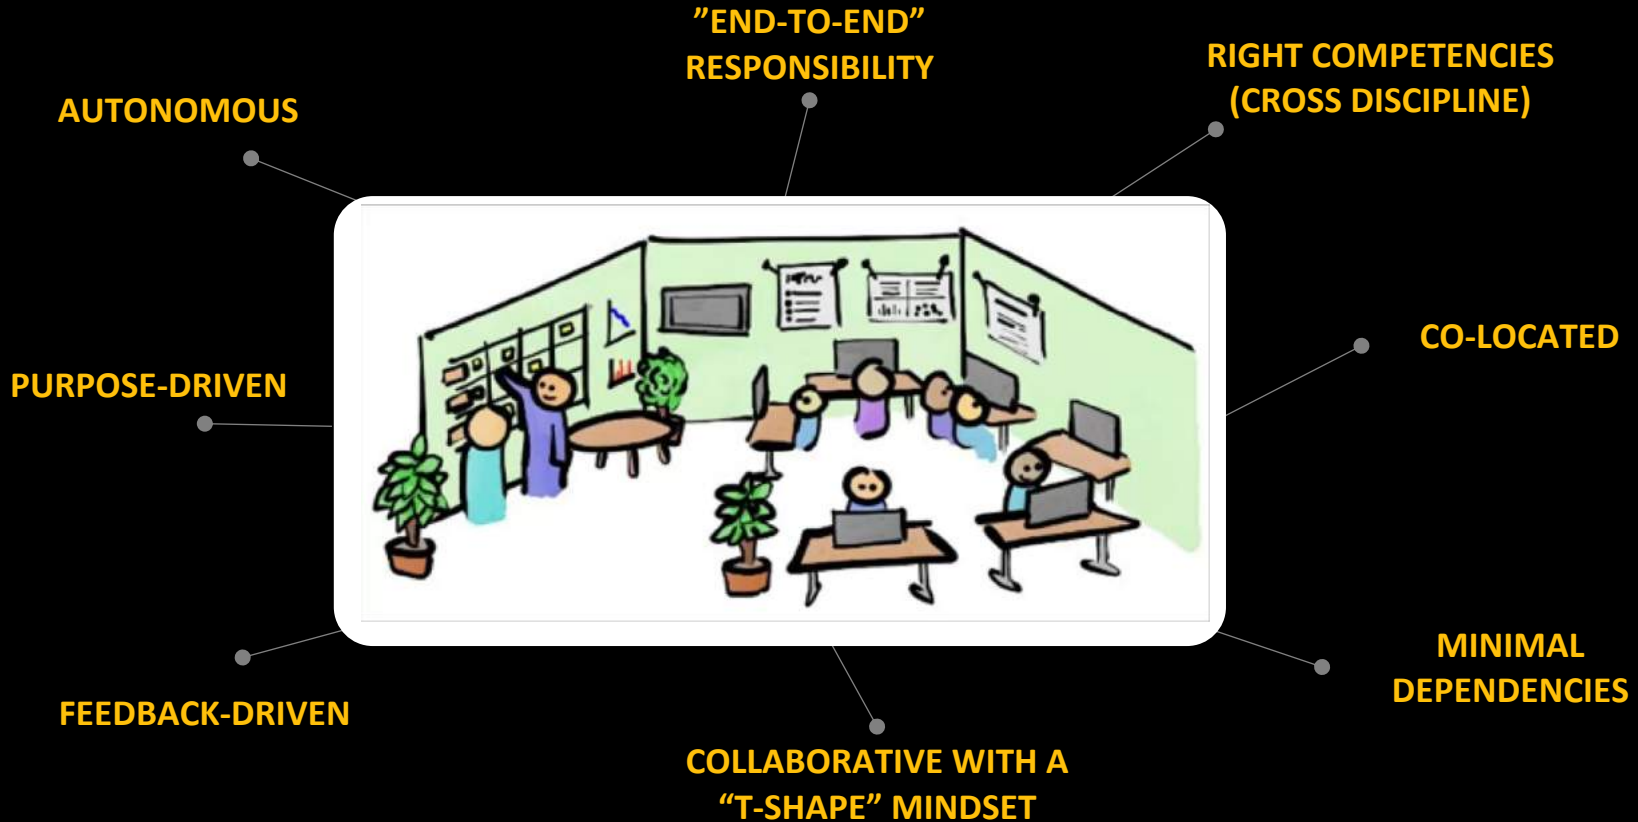 ”END-TO-END”
RESPONSIBILITY
RIGHT COMPETENCIES
(CROSS DISCIPLINE)
AUTONOMOUS
CO-LOCATED
PURPOSE-DRIVEN
MINIMAL
DEPENDENCIES
FEEDBACK-DRIVEN
COLLABORATIVE WITH A
“T-SHAPE” MINDSET